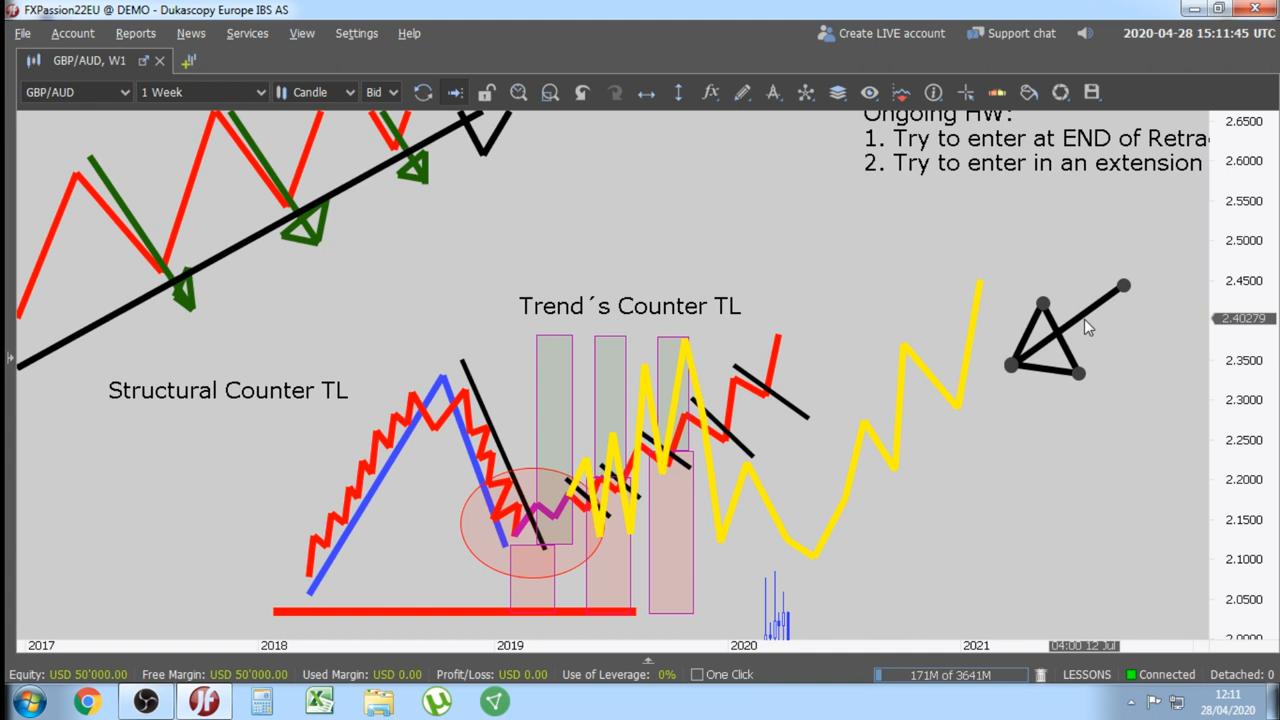 FXPassion22EU @ DEMO - Dukascopy Europe IBS AS
File Account Reports News Services View Settings Help
Create LIVE account Support chat 2020-04-28 15:11:45 UTC
GBP/AUD, W1
GBP/AUD 1 Week Candle Bid
Ongoing HW:
1. Try to enter at END of Retra
2. Try to enter in an extension
2.6500
2.6000
2.5500
2.5000
2.4500
2.40279
2.3500
2.3000
2.2500
2.2000
2.1500
2.1000
2.0500
2.0000
Trend´s Counter TL
Structural Counter TL
2017 2018 2019 2020 2021 04:00 12 Jul
Equity: USD 50'000.00 Free Margin: USD 50'000.00 Used Margin: USD 0.00 Profit/Loss: USD 0.00 Use of Leverage: 0% One Click 171M of 3641M LESSONS Connected Detached: 0
12:11
28/04/2020